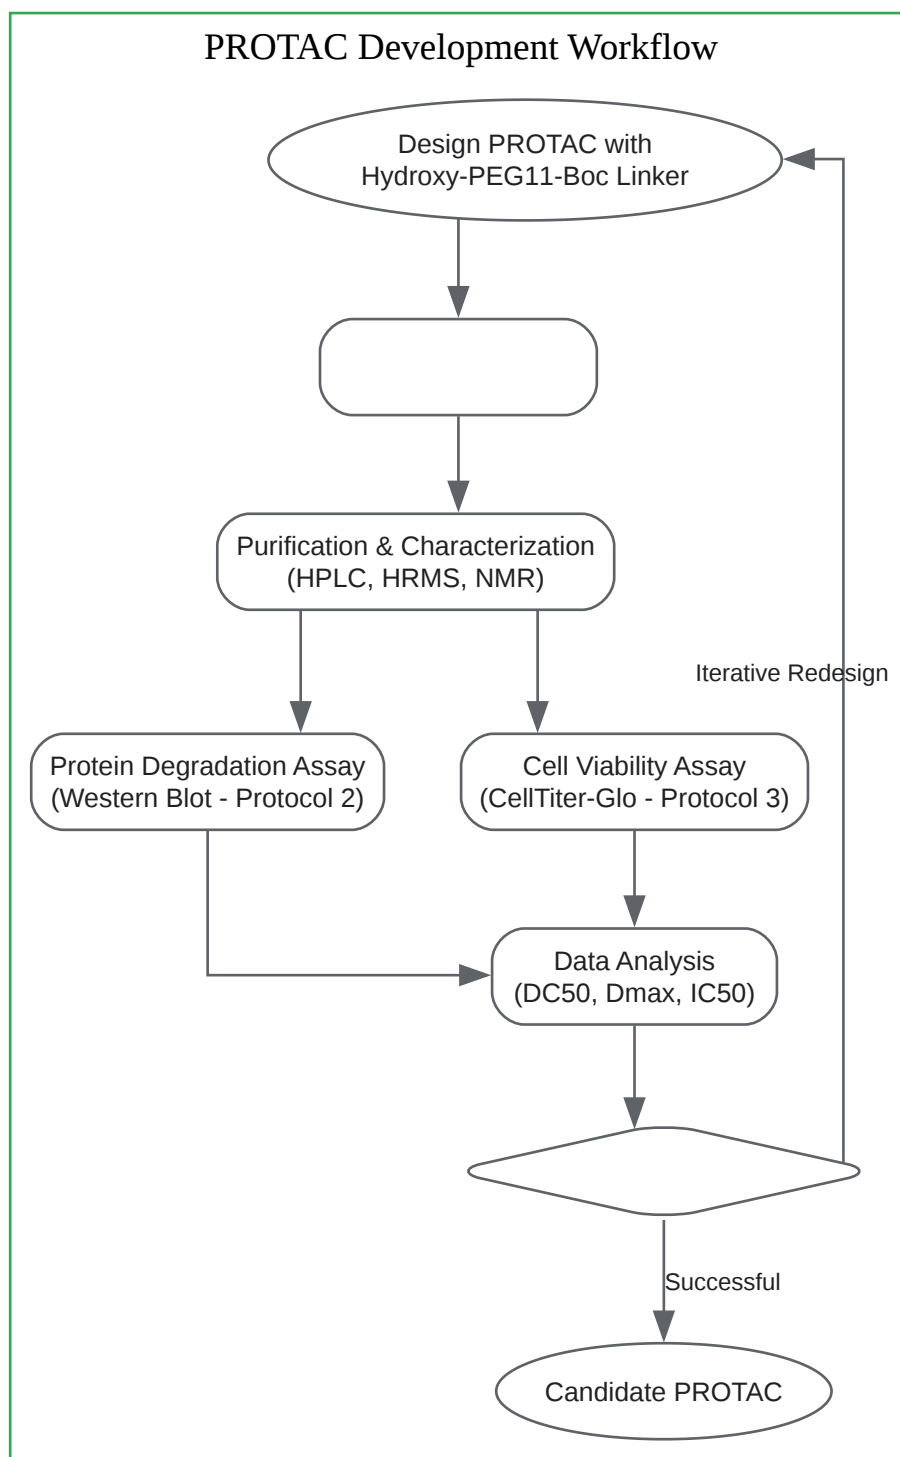 PROTAC Development Workflow
Design PROTAC with
Hydroxy-PEG11-Boc Linker
Purification & Characterization
(HPLC, HRMS, NMR)
Iterative Redesign
Protein Degradation Assay
(Western Blot - Protocol 2)
Cell Viability Assay
(CellTiter-Glo - Protocol 3)
Data Analysis
(DC50, Dmax, IC50)
Successful
Candidate PROTAC